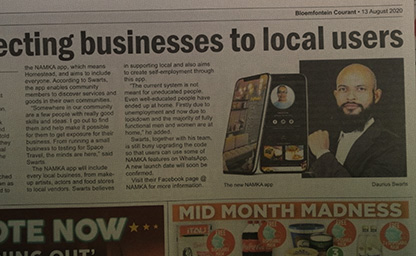 Bloemfontein Courant • 13 August 2020
ecting businesses to local users
the NAMKA app, which means
Homestead, and aims to include
everyone. According to Swarts,
the app enables community
members to discover services and
goods in their own communities.
"Somewhere in our community
are a few people with really good
skills and ideas. I go out to find
them and help make it possible
for them to get exposure for their
business. From running a small
business to boxing for Space
Travel, the minds are here," said
Swarts.
The NAMKA app will include
every local business, from make-
up artists, actors and food stores
to local vendors. Swarts believes
in supporting local and also aims
to create self-employment through
this app.
"The current system is not
meant for uneducated people.
Even well-educated people have
ended up at home. Firstly due to
unemployment and now due to
lockdown and the majority of fully
functional men and women are at
home," he added.
Swarts, together with his team,
is still busy upgrading the code
so that users can use some of
NAMKA features on WhatsApp.
A new launch date will soon be
confirmed.
Visit their Facebook page @
NAMKA for more information.
The new NAMKA app
Swarts
OTE NOW
ING OUT'
MID MONTH MADNESS